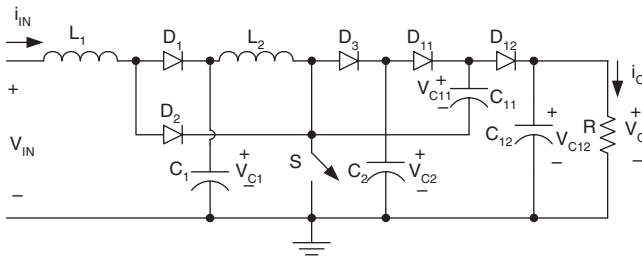 i_IN
L_1 D_1 L_2 D_3 D_11 D_12
i_O
+ D_2 V_C11 + − C_11 +
V_IN C_1 + V_C1 − S C_2 + V_C2 − C_12 + V_C12 − R V_O
− −